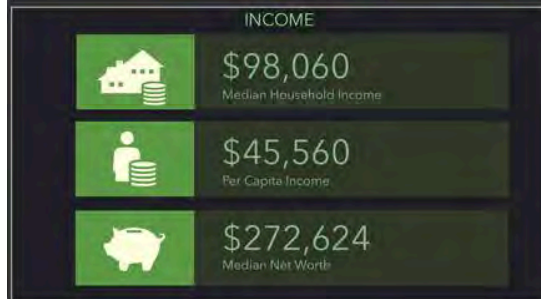 INCOME
$98,060
Median Household Income
$45,560
Per Capita Income
$272,624
Median Net Worth